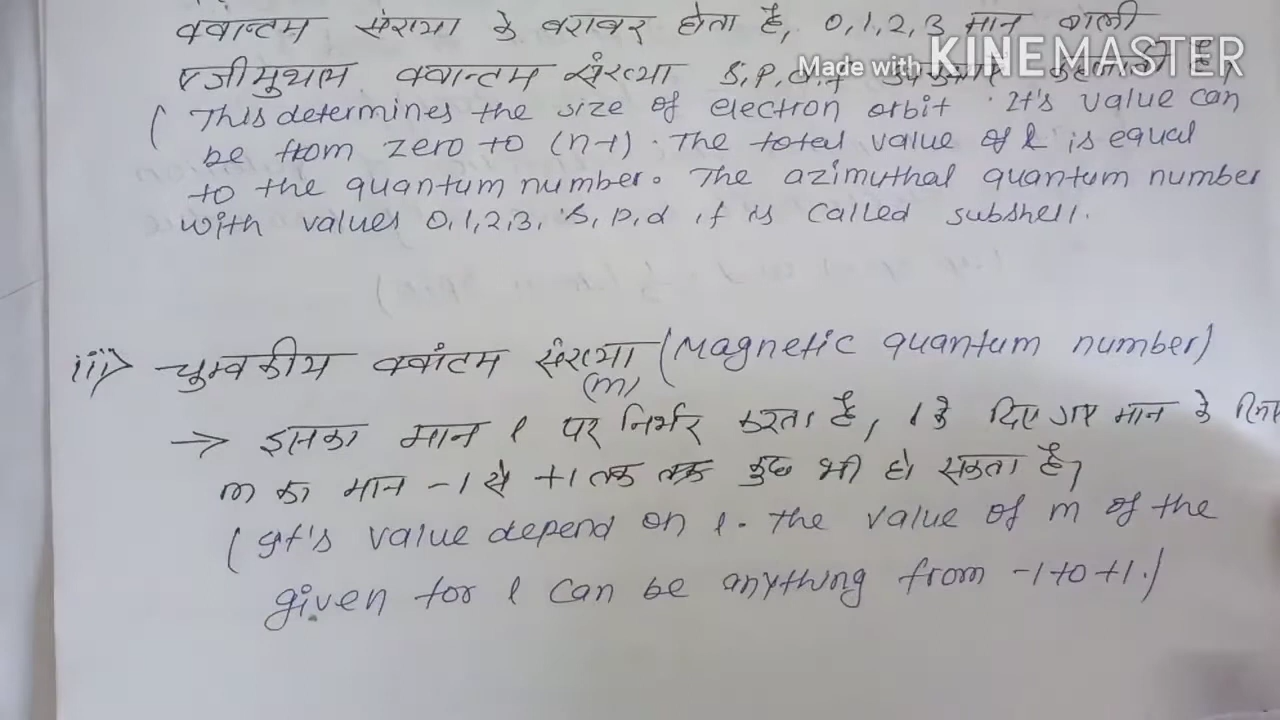 क्वान्टम संख्या के बराबर होता है, 0,1,2,3 मान वाली
Made with KINEMASTER
एजीमुथाल क्वान्टम संख्या S, P, d, f
( This determines the size of electron orbit . It's value can
be from zero to (n-1) . The total value of l is equal
to the quantum number. The azimuthal quantum number
with values 0,1,2,3, s, p, d, f is called subshell.
iii) चुम्बकीय क्वांटम संख्या (Magnetic quantum number)
(m)
→ इसका मान l पर निर्भर करता है, l के दिए गए मान के लिए
m का मान -1 से +1 तक तक कुछ भी हो सकता है,
( It's value depend on l. The value of m of the
given for l can be anything from -1 to +1.)